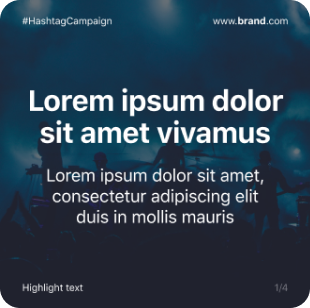 #HashtagCampaign
www.brand.com
Lorem ipsum dolor
sit amet vivamus
Lorem ipsum dolor sit amet,
consectetur adipiscing elit
duis in mollis mauris
Highlight text
1/4